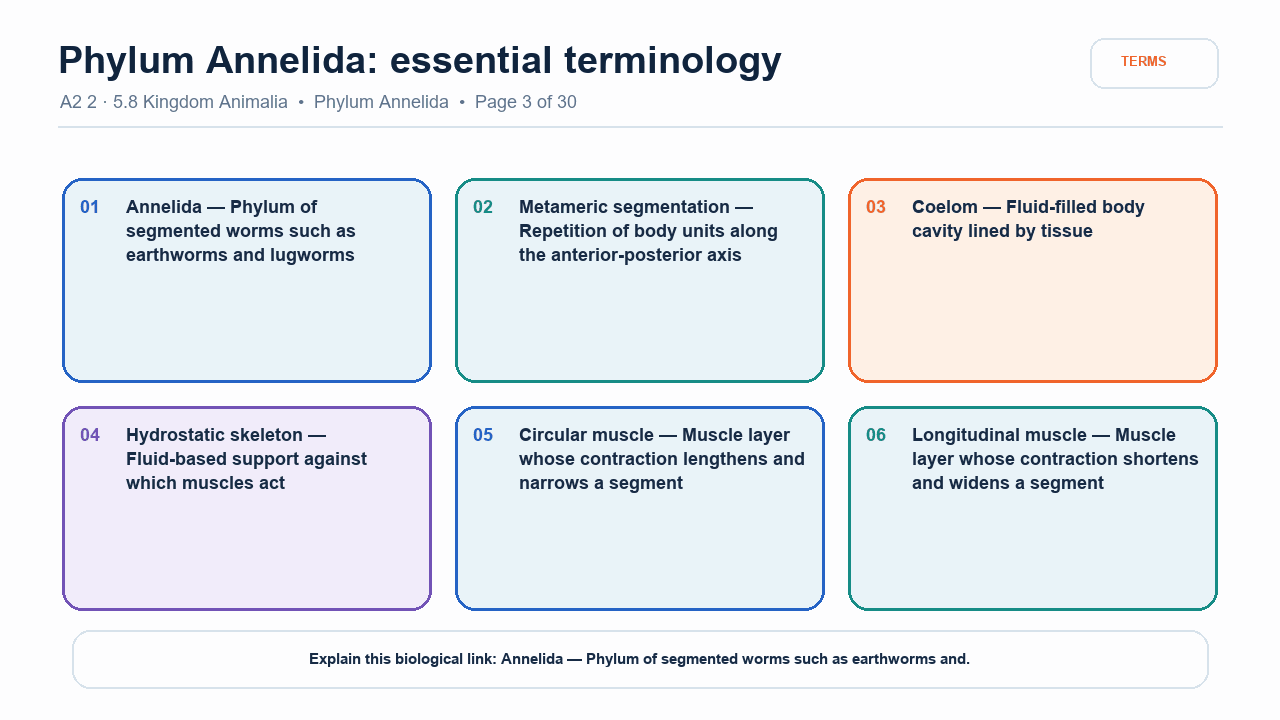 Phylum Annelida: essential terminology
TERMS
A2 2 · 5.8 Kingdom Animalia • Phylum Annelida • Page 3 of 30
01
Annelida — Phylum of
segmented worms such as
earthworms and lugworms
02
Metameric segmentation —
Repetition of body units along
the anterior-posterior axis
03
Coelom — Fluid-filled body
cavity lined by tissue
04
Hydrostatic skeleton —
Fluid-based support against
which muscles act
05
Circular muscle — Muscle layer
whose contraction lengthens and
narrows a segment
06
Longitudinal muscle — Muscle
layer whose contraction shortens
and widens a segment
Explain this biological link: Annelida — Phylum of segmented worms such as earthworms and.